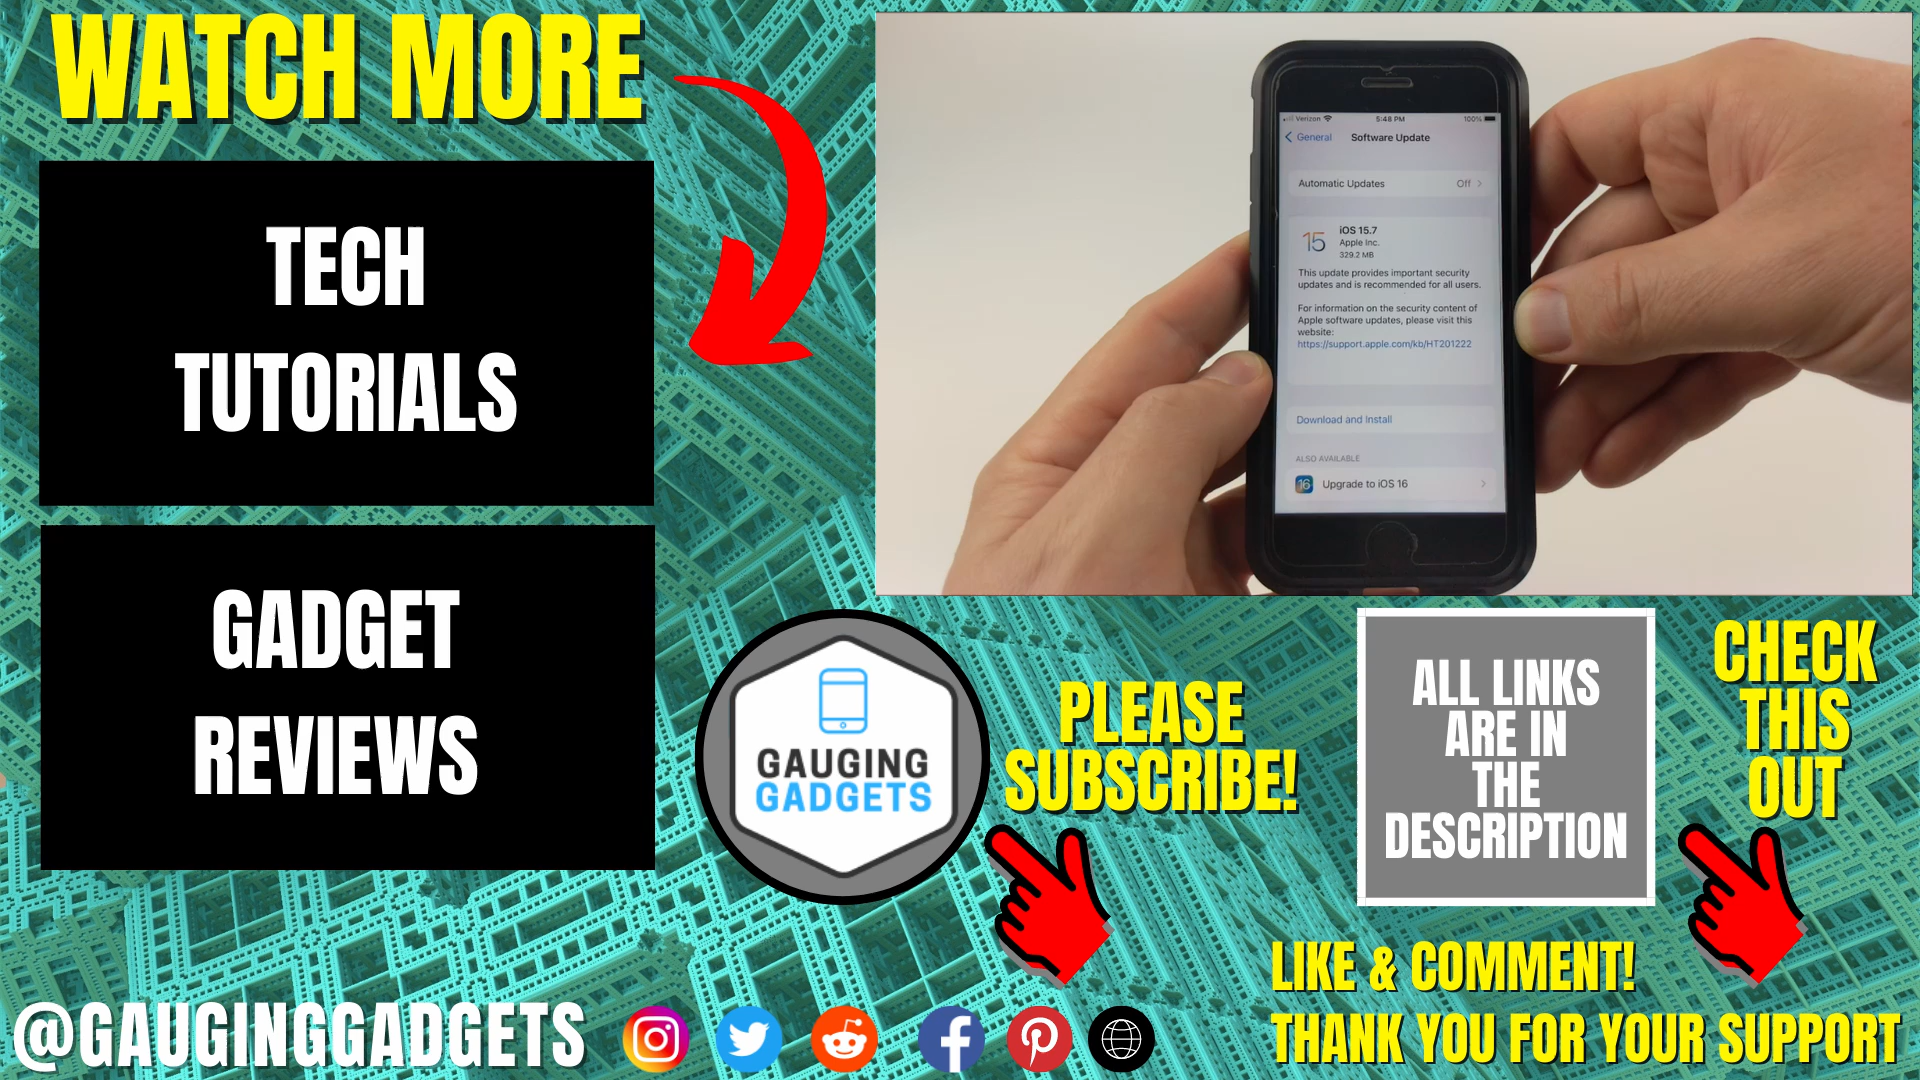 WATCH MORE
TECH
TUTORIALS
GADGET
REVIEWS
Verizon 5:48 PM 100%
General Software Update
Automatic Updates Off
15 iOS 15.7
Apple Inc.
329.2 MB
This update provides important security
updates and is recommended for all users.
For information on the security content of
Apple software updates, please visit this
website:
https://support.apple.com/kb/HT201222
Download and Install
ALSO AVAILABLE
16 Upgrade to iOS 16
GAUGING
GADGETS
PLEASE
SUBSCRIBE!
ALL LINKS
ARE IN
THE
DESCRIPTION
CHECK
THIS
OUT
LIKE & COMMENT!
THANK YOU FOR YOUR SUPPORT
@GAUGINGGADGETS